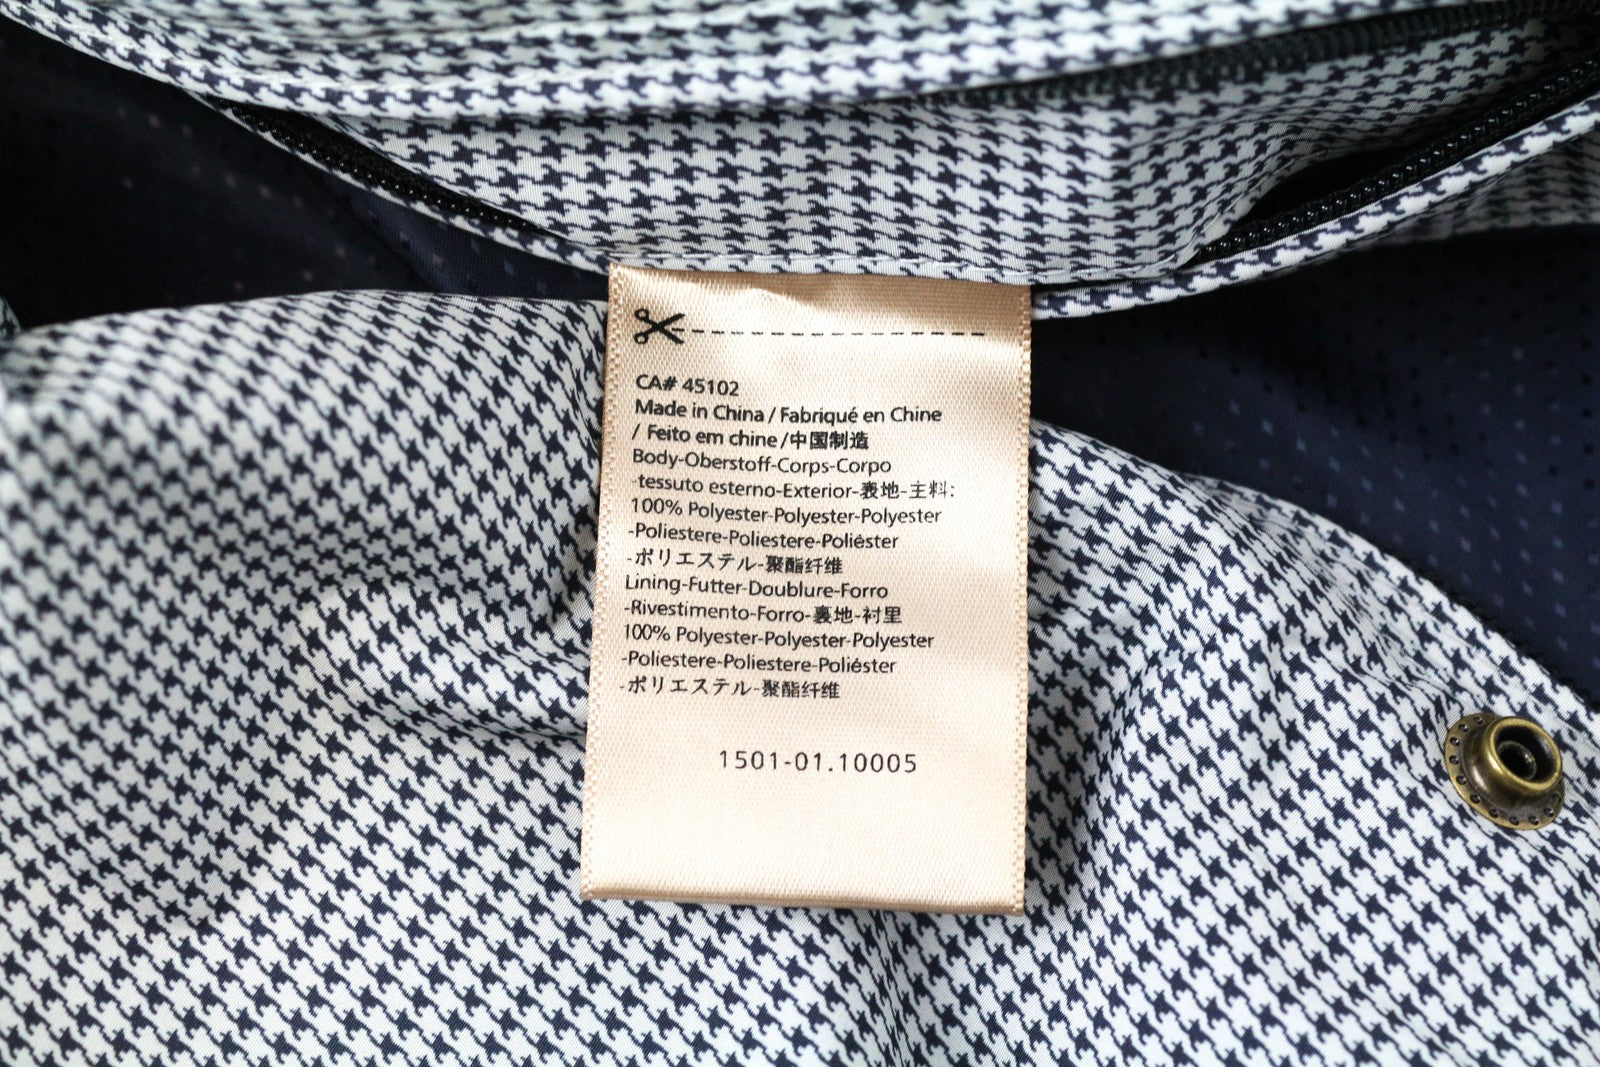 CA# 45102
Made in China / Fabriqué en Chine
/ Feito em chine /中国制造
Body-Oberstoff-Corps-Corpo
-tessuto esterno-Exterior-表地-主料:
100% Polyester-Polyester-Polyester
-Poliestere-Poliestere-Poliéster
-ポリエステル-聚酯纤维
Lining-Futter-Doublure-Forro
-Rivestimento-Forro-裏地-衬里
100% Polyester-Polyester-Polyester
-Poliestere-Poliestere-Poliéster
-ポリエステル-聚酯纤维
1501-01.10005